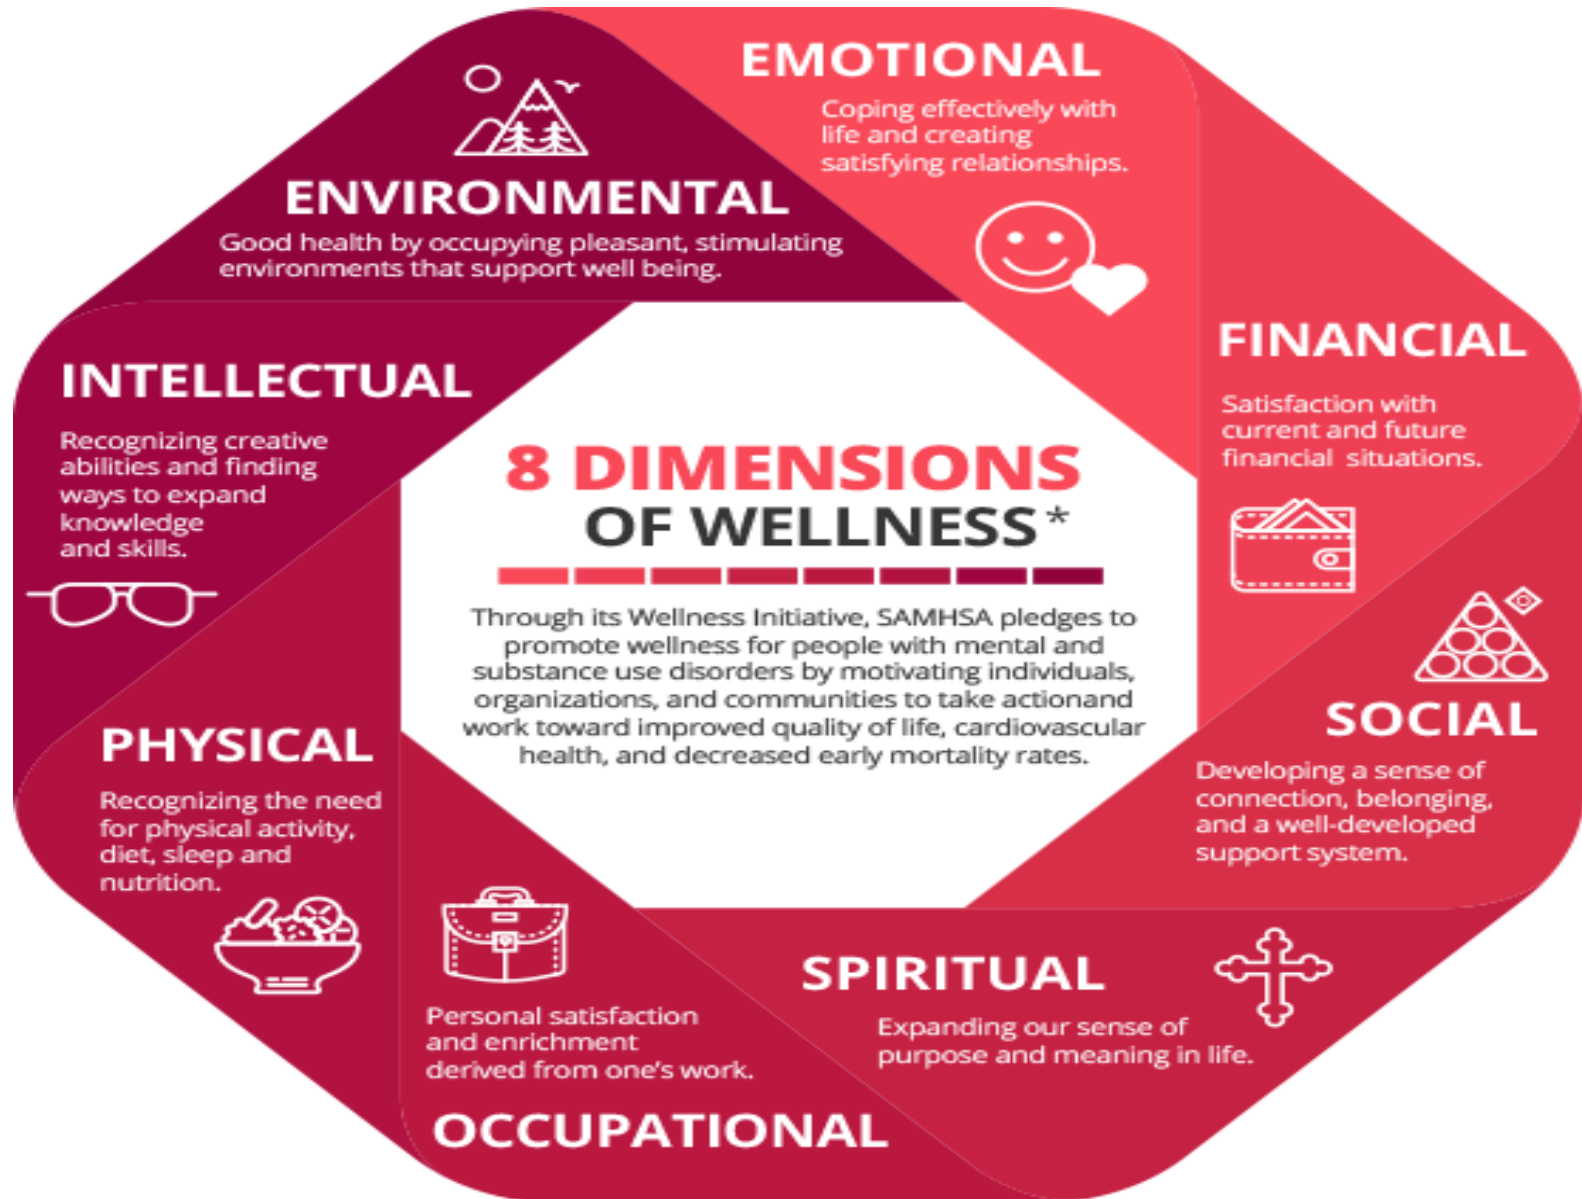 EMOTIONAL
Coping effectively with
life and creating
satisfying relationships.
FINANCIAL
Satisfaction with
current and future
financial situations.
SOCIAL
Developing a sense of
connection, belonging,
and a well-developed
support system.
SPIRITUAL
Expanding our sense of
purpose and meaning in life.
Personal satisfaction
and enrichment
derived from one's work.
OCCUPATIONAL
PHYSICAL
Recognizing the need
for physical activity,
diet, sleep and
nutrition.
INTELLECTUAL
Recognizing creative
abilities and finding
ways to expand
knowledge
and skills.
ENVIRONMENTAL
Good health by occupying pleasant, stimulating
environments that support well being.
8 DIMENSIONS
OF WELLNESS*
Through its Wellness Initiative, SAMHSA pledges to
promote wellness for people with mental and
substance use disorders by motivating individuals,
organizations, and communities to take actionand
work toward improved quality of life, cardiovascular
health, and decreased early mortality rates.